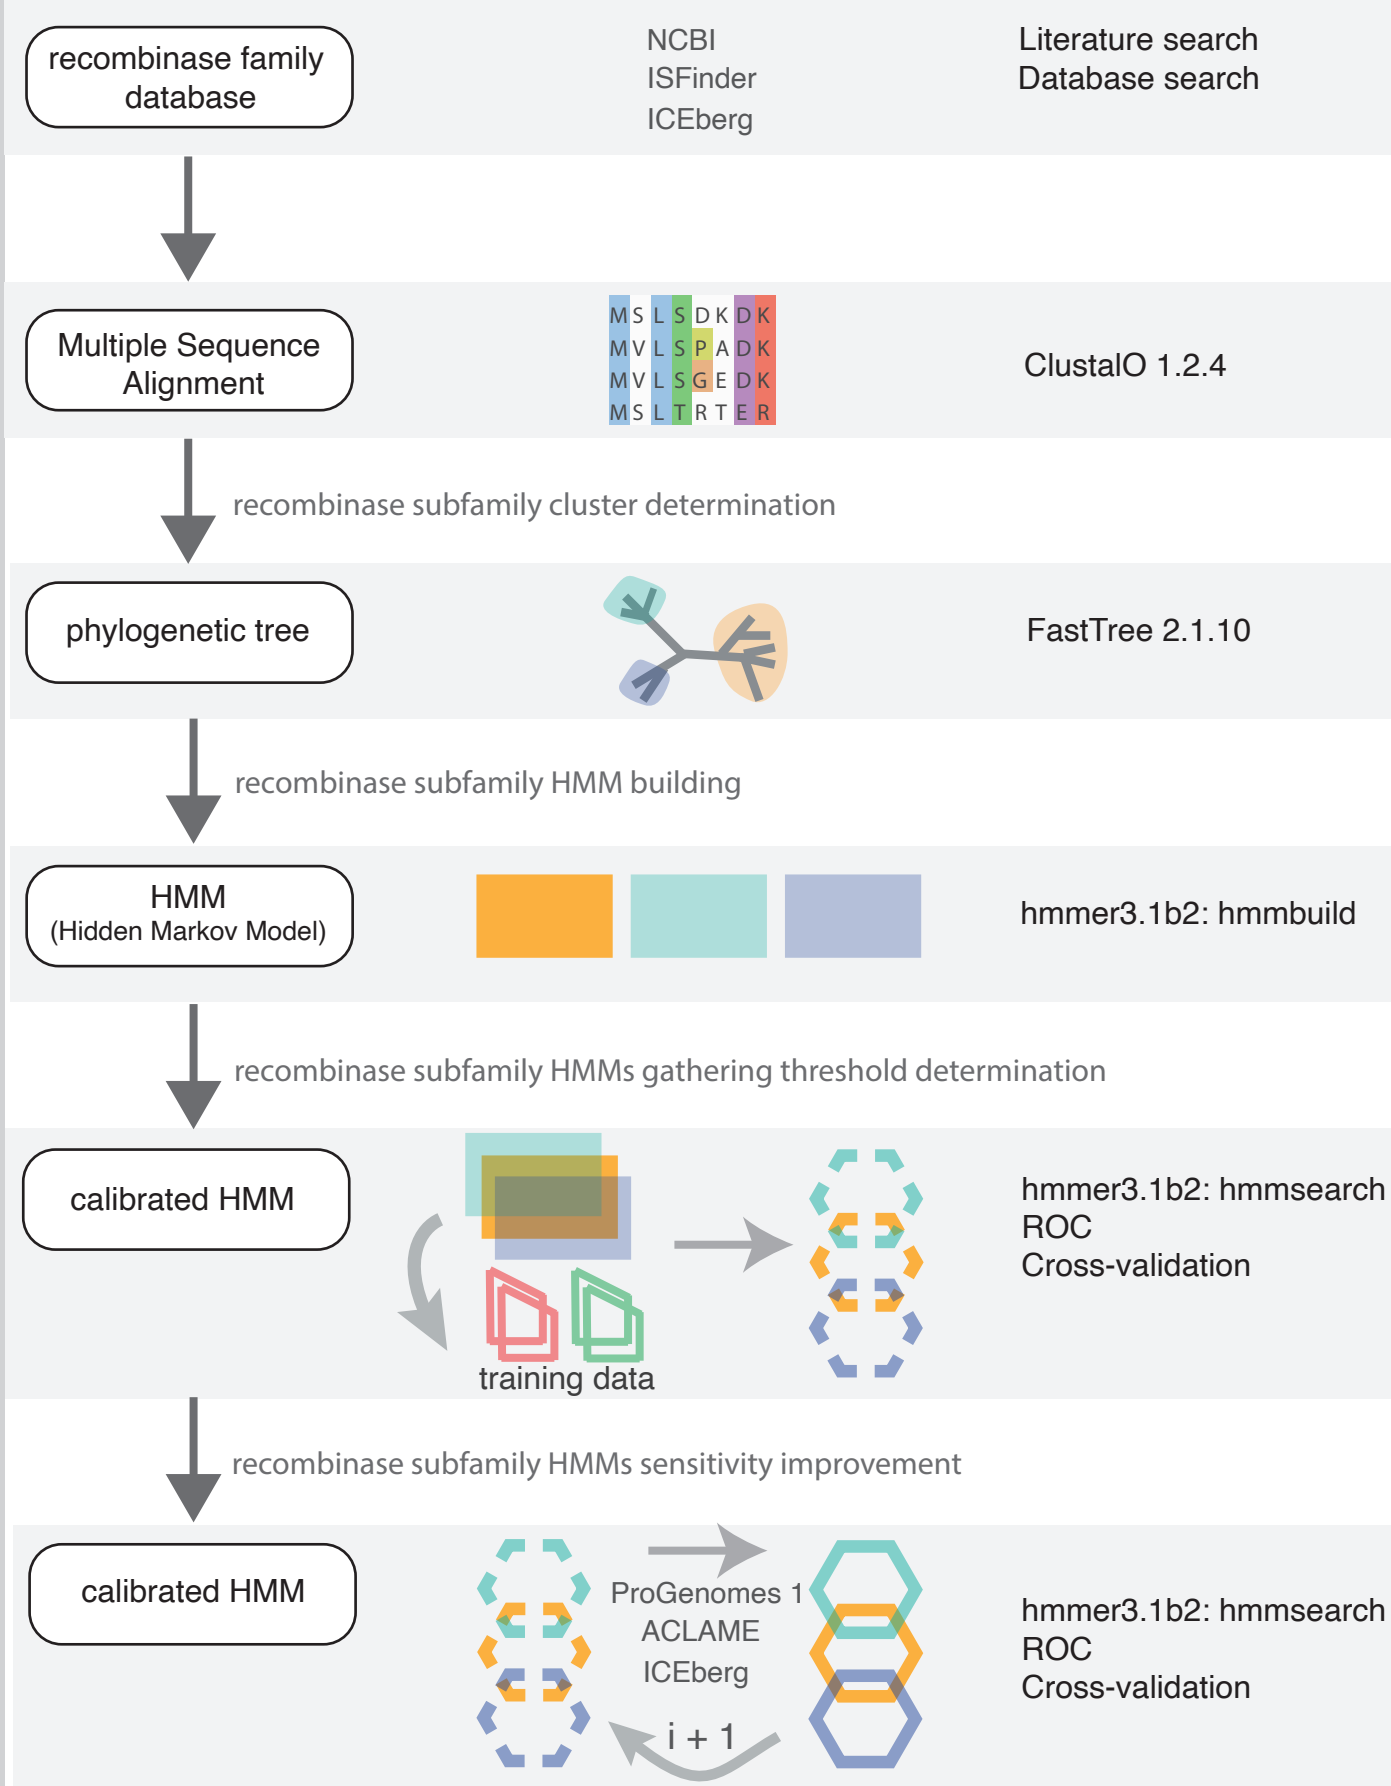 recombinase family
database
NCBI
ISFinder
ICEberg
Literature search
Database search
Multiple Sequence
Alignment
M S L S D K D K
M V L S P A D K
M V L S G E D K
M S L T R T E R
ClustalO 1.2.4
recombinase subfamily cluster determination
phylogenetic tree
FastTree 2.1.10
recombinase subfamily HMM building
HMM
(Hidden Markov Model)
hmmer3.1b2: hmmbuild
recombinase subfamily HMMs gathering threshold determination
calibrated HMM
training data
hmmer3.1b2: hmmsearch
ROC
Cross-validation
recombinase subfamily HMMs sensitivity improvement
calibrated HMM
ProGenomes 1
ACLAME
ICEberg
i + 1
hmmer3.1b2: hmmsearch
ROC
Cross-validation